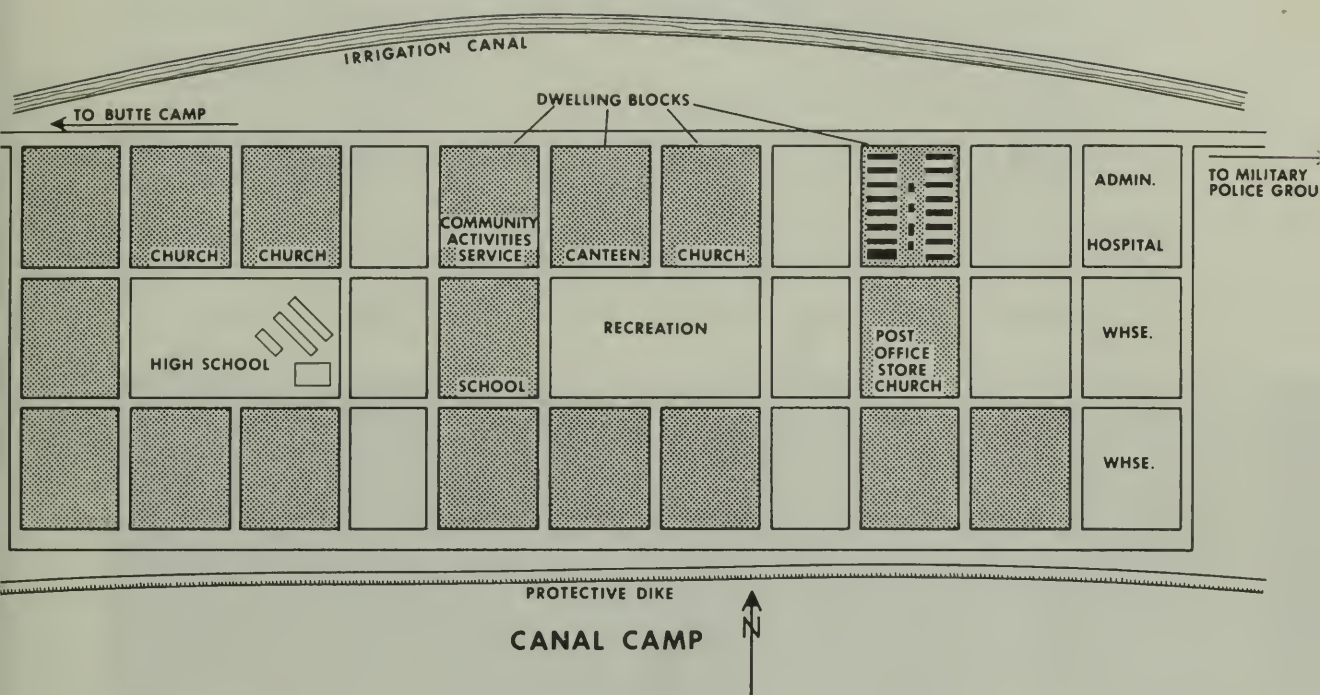 IRRIGATION CANAL
TO BUTTE CAMP
DWELLING BLOCKS
TO MILITARY
POLICE GROU
ADMIN.
HOSPITAL
CHURCH
CHURCH
COMMUNITY
ACTIVITIES
SERVICE
CANTEEN
CHURCH
HIGH SCHOOL
SCHOOL
RECREATION
POST
OFFICE
STORE
CHURCH
WHSE.
WHSE.
PROTECTIVE DIKE
CANAL CAMP
N